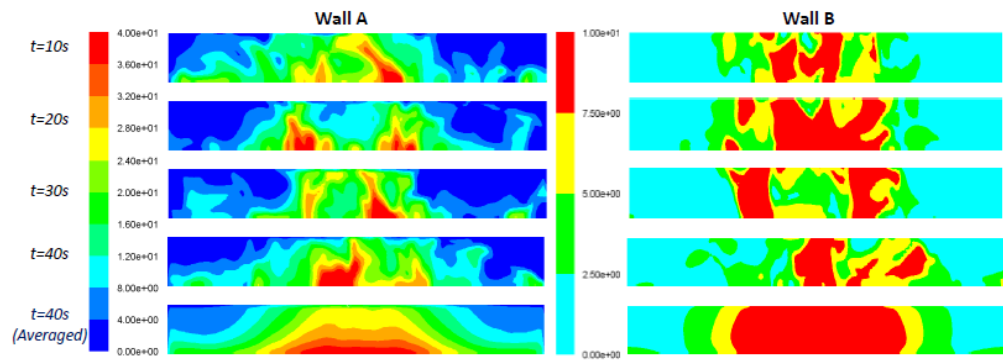 Wall A
Wall B
t=10s
t=20s
t=30s
t=40s
t=40s
(Averaged)
4.00e+01
3.60e+01
3.20e+01
2.80e+01
2.40e+01
2.00e+01
1.60e+01
1.20e+01
8.00e+00
4.00e+00
0.00e+00
1.00e+01
7.50e+00
5.00e+00
2.50e+00
0.00e+00